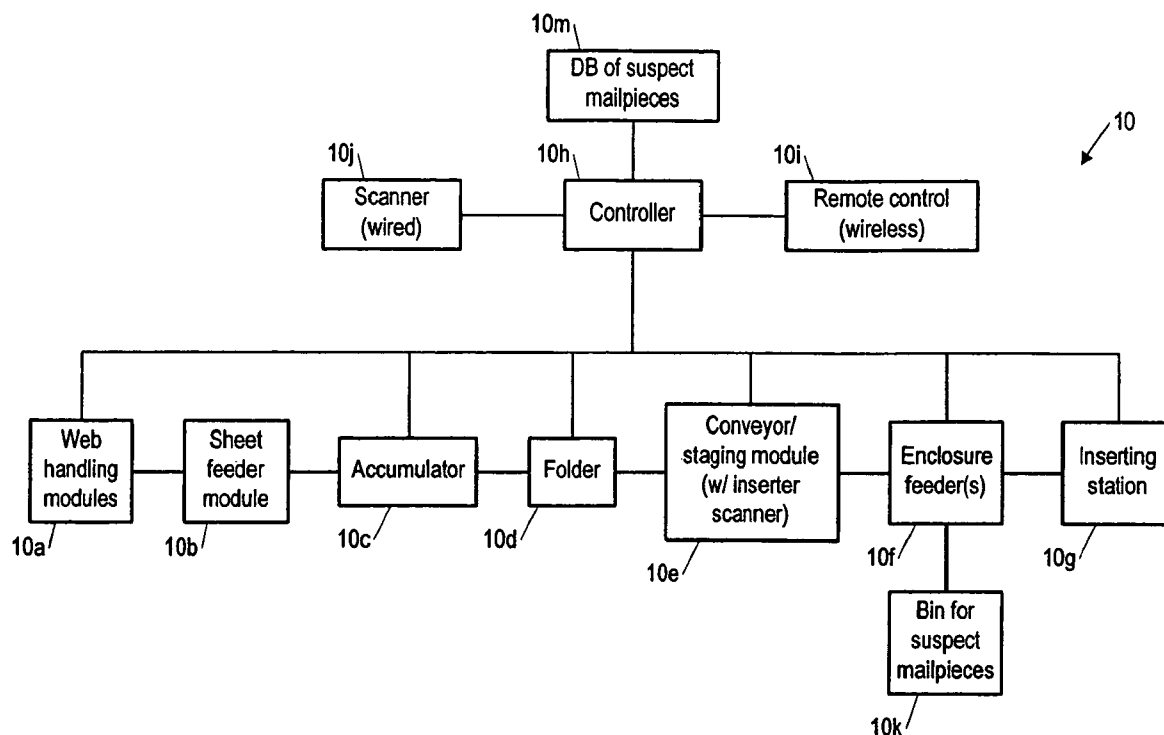 10m
DB of suspect
mailpieces
10
10j
10h
10i
Scanner
(wired)
Controller
Remote control
(wireless)
Web
handling
modules
Sheet
feeder
module
Accumulator
Folder
Conveyor/
staging module
(w/ inserter
scanner)
Enclosure
feeder(s)
Inserting
station
10a
10b
10c
10d
10e
10f
10g
Bin for
suspect
mailpieces
10k